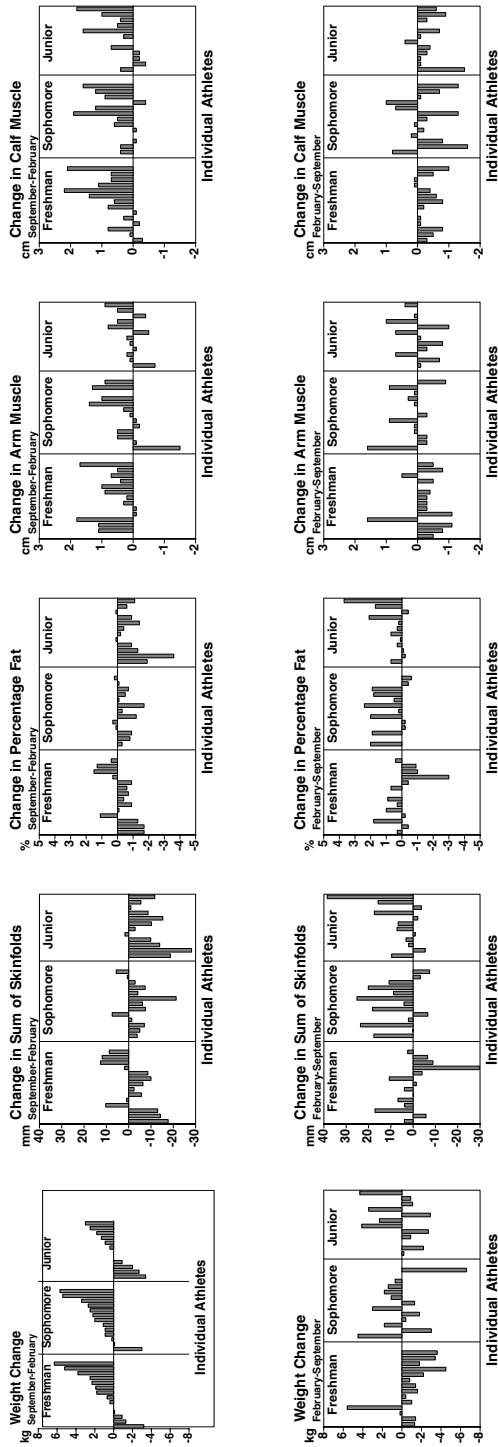 Weight Change
September-February
kg
8
6
4
2
0
-2
-4
-6
-8
Freshman
Sophomore
Junior
Individual Athletes
Change in Sum of Skinfolds
September-February
mm
40
30
20
10
0
-10
-20
-30
Freshman
Sophomore
Junior
Individual Athletes
Change in Percentage Fat
September-February
%
5
4
3
2
1
0
-1
-2
-3
-4
-5
Freshman
Sophomore
Junior
Individual Athletes
Change in Arm Muscle
September-February
cm
3
2
1
0
-1
-2
Freshman
Sophomore
Junior
Individual Athletes
Change in Calf Muscle
September-February
cm
3
2
1
0
-1
-2
Freshman
Sophomore
Junior
Individual Athletes
Weight Change
February-September
kg
8
6
4
2
0
-2
-4
-6
-8
Freshman
Sophomore
Junior
Individual Athletes
Change in Sum of Skinfolds
February-September
mm
40
30
20
10
0
-10
-20
-30
Freshman
Sophomore
Junior
Individual Athletes
Change in Percentage Fat
February-September
%
5
4
3
2
1
0
-1
-2
-3
-4
-5
Freshman
Sophomore
Junior
Individual Athletes
Change in Arm Muscle
February-September
cm
3
2
1
0
-1
-2
Freshman
Sophomore
Junior
Individual Athletes
Change in Calf Muscle
February-September
cm
3
2
1
0
-1
-2
Freshman
Sophomore
Junior
Individual Athletes